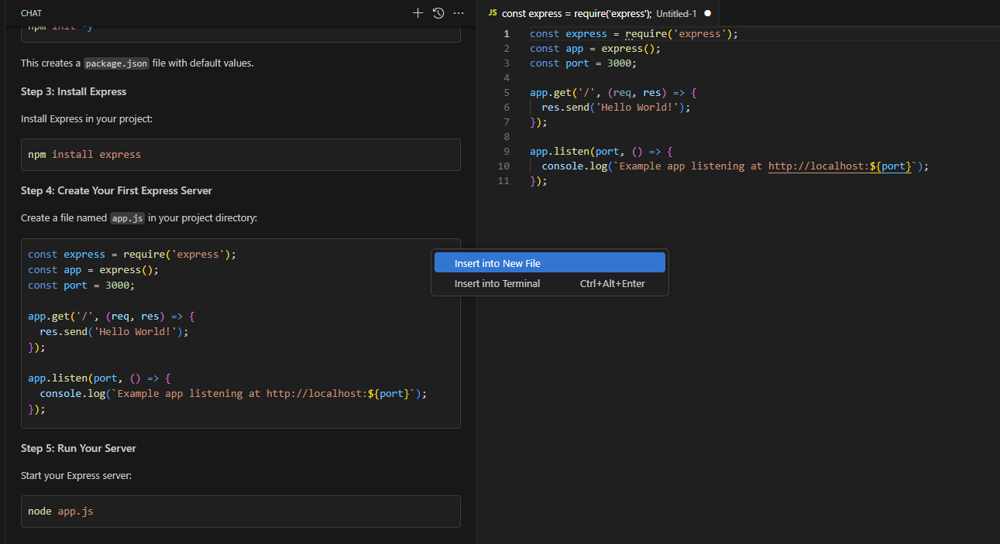 CHAT
npm init -y
This creates a package.json file with default values.
Step 3: Install Express
Install Express in your project:
npm install express
Step 4: Create Your First Express Server
Create a file named app.js in your project directory:
const express = require('express');
const app = express();
const port = 3000;
app.get('/', (req, res) => {
res.send('Hello World!');
});
app.listen(port, () => {
console.log(`Example app listening at http://localhost:${port}`);
});
Step 5: Run Your Server
Start your Express server:
node app.js
Insert into New File
Insert into Terminal Ctrl+Alt+Enter
JS const express = require('express'); Untitled-1
1 const express = require('express');
2 const app = express();
3 const port = 3000;
4
5 app.get('/', (req, res) => {
6 res.send('Hello World!');
7 });
8
9 app.listen(port, () => {
10 console.log(`Example app listening at http://localhost:${port}`);
11 });